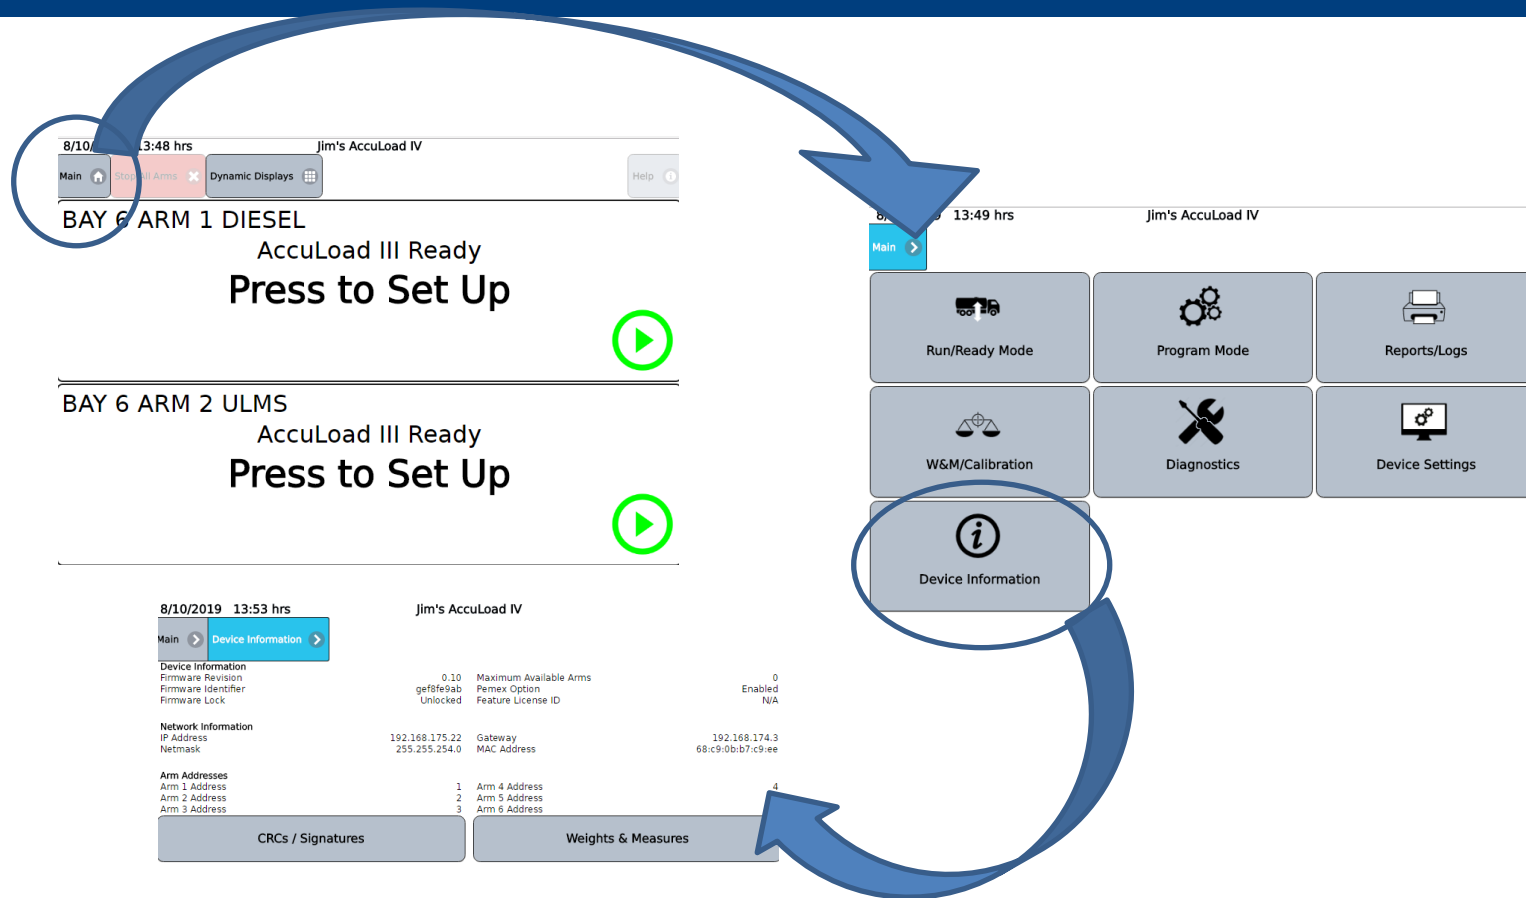 8/10/ 13:48 hrs Jim's AccuLoad IV
Main Stop All Arms Dynamic Displays Help
BAY 6 ARM 1 DIESEL
AccuLoad III Ready
Press to Set Up
BAY 6 ARM 2 ULMS
AccuLoad III Ready
Press to Set Up
8/ 9 13:49 hrs Jim's AccuLoad IV
Main
Run/Ready Mode Program Mode Reports/Logs
W&M/Calibration Diagnostics Device Settings
Device Information
8/10/2019 13:53 hrs Jim's AccuLoad IV
Main Device Information
Device Information
Firmware Revision 0.10 Maximum Available Arms 0
Firmware Identifier gef8fe9ab Pemex Option Enabled
Firmware Lock Unlocked Feature License ID N/A
Network Information
IP Address 192.168.175.22 Gateway 192.168.174.3
Netmask 255.255.254.0 MAC Address 68:c9:0b:b7:c9:ee
Arm Addresses
Arm 1 Address 1 Arm 4 Address 4
Arm 2 Address 2 Arm 5 Address
Arm 3 Address 3 Arm 6 Address
CRCs / Signatures Weights & Measures